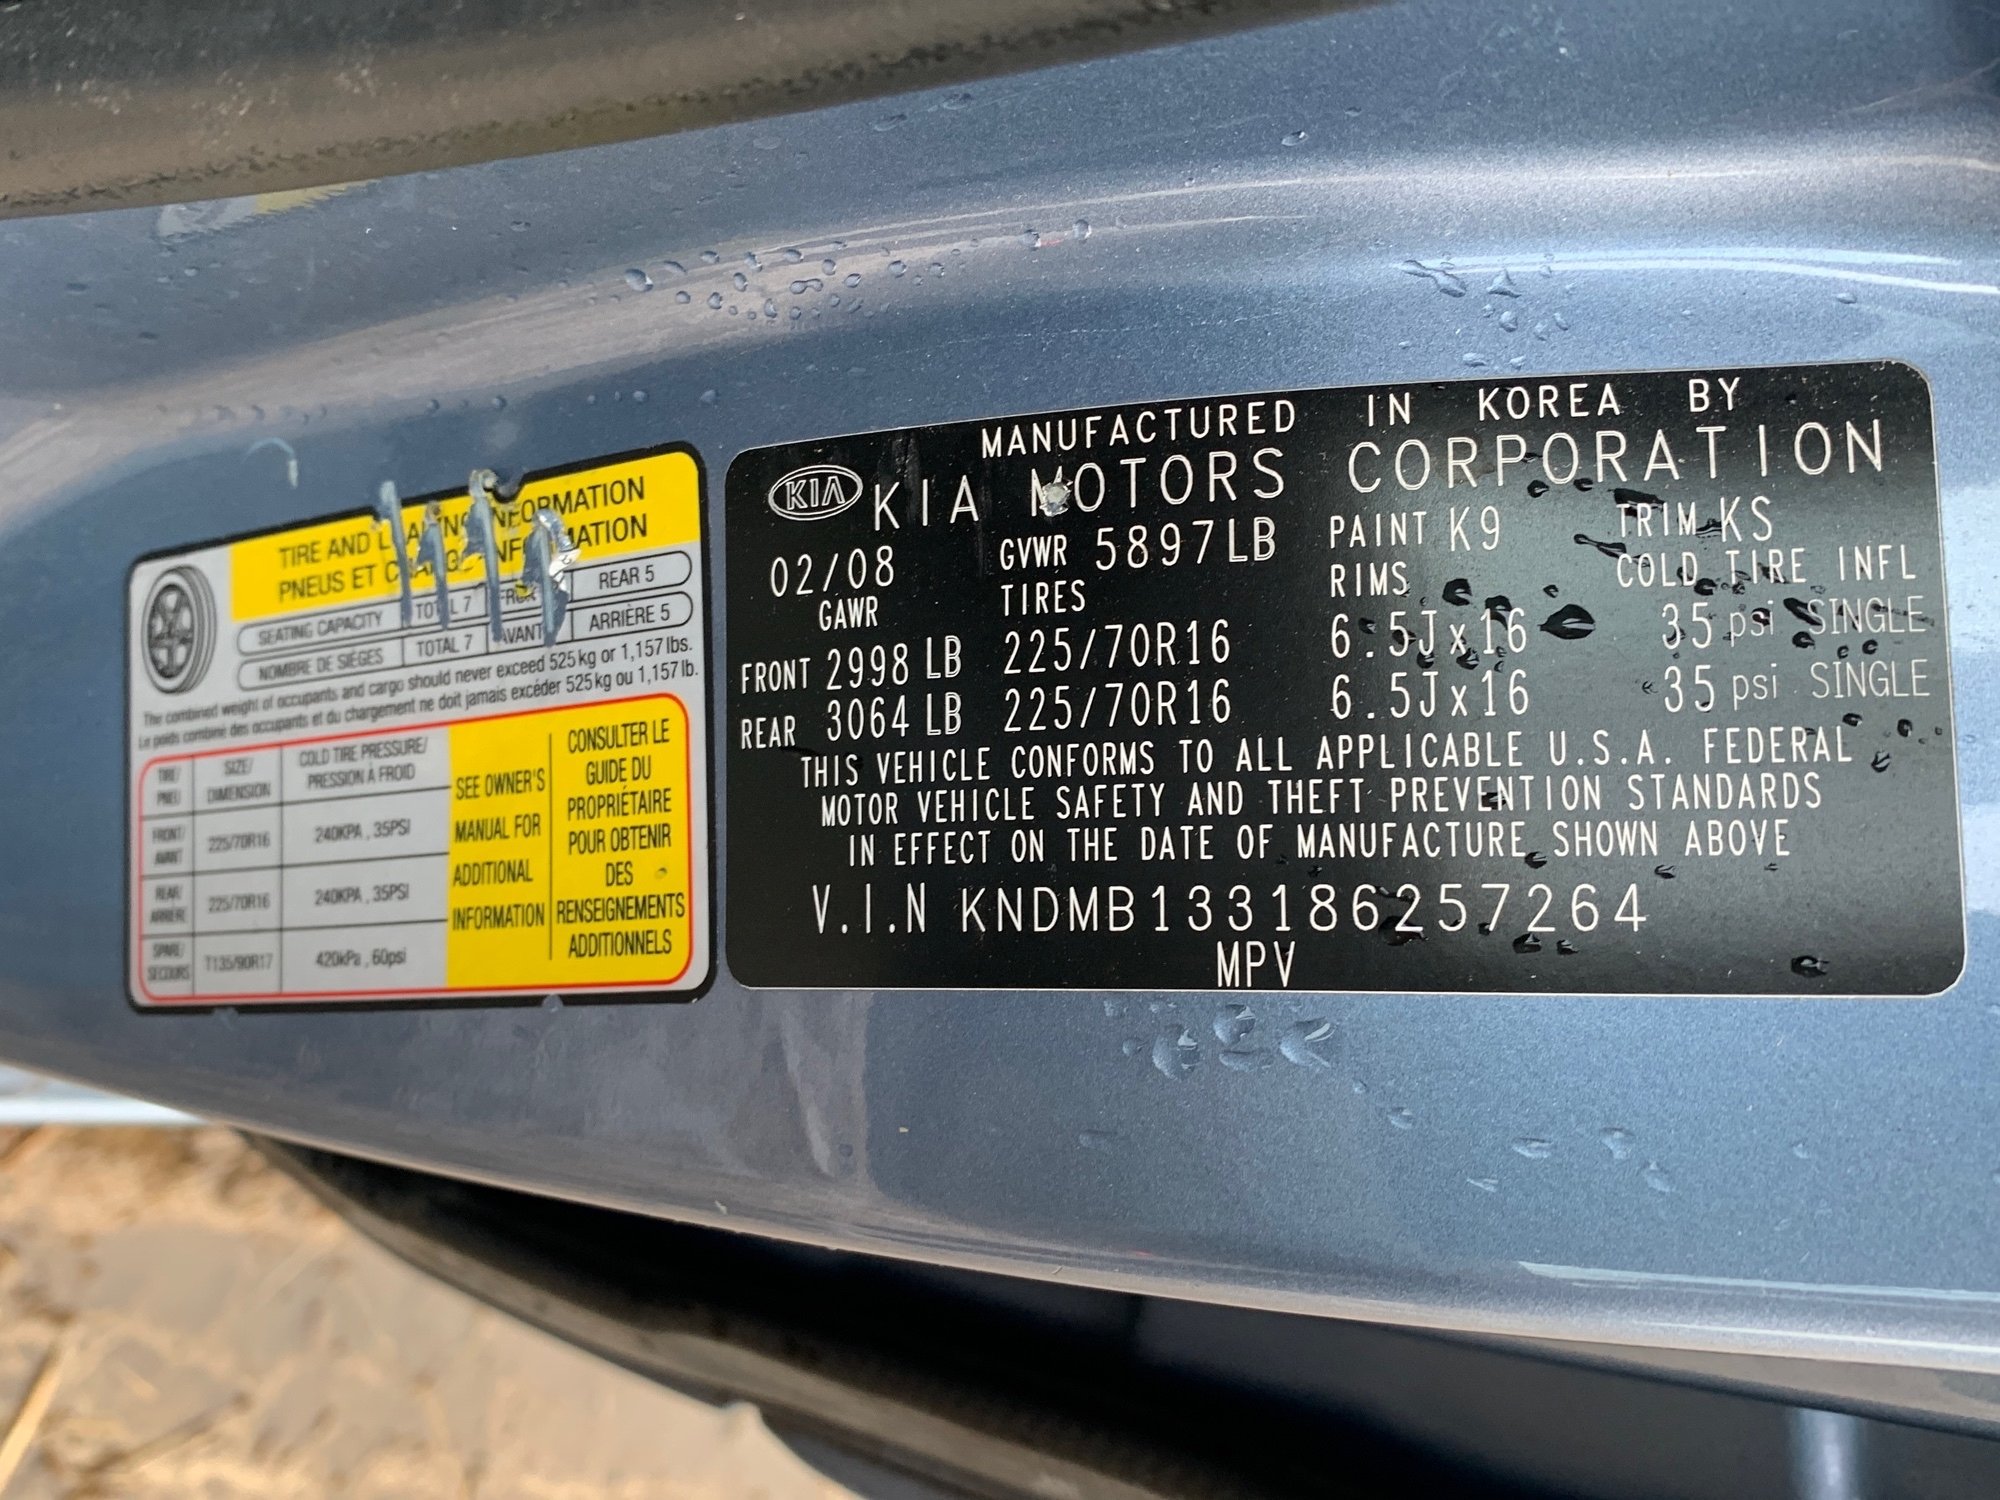 TIRE AND LOADING INFORMATION
PNEUS ET CHARGE INFORMATION
SEATING CAPACITY TOTAL 7 FRONT REAR 5
NOMBRE DE SIÈGES TOTAL 7 AVANT ARRIÈRE 5
The combined weight of occupants and cargo should never exceed 525 kg or 1,157 lbs.
Le poids combiné des occupants et du chargement ne doit jamais excéder 525 kg ou 1,157 lb.
TIRE/ SIZE/ COLD TIRE PRESSURE/
PNEU DIMENSION PRESSION À FROID
FRONT/ AVANT 225/70R16 240KPA , 35PSI
REAR/ ARRIÈRE 225/70R16 240KPA , 35PSI
SPARE/ SECOURS T135/90R17 420kPa , 60psi
SEE OWNER'S
MANUAL FOR
ADDITIONAL
INFORMATION
CONSULTER LE
GUIDE DU
PROPRIÉTAIRE
POUR OBTENIR
DES
RENSEIGNEMENTS
ADDITIONNELS
MANUFACTURED IN KOREA BY
KIA KIA MOTORS CORPORATION
02/08 GVWR 5897LB PAINT K9 TRIM KS
GAWR TIRES RIMS COLD TIRE INFL
FRONT 2998 LB 225/70R16 6.5Jx16 35 psi SINGLE
REAR 3064 LB 225/70R16 6.5Jx16 35 psi SINGLE
THIS VEHICLE CONFORMS TO ALL APPLICABLE U.S.A. FEDERAL
MOTOR VEHICLE SAFETY AND THEFT PREVENTION STANDARDS
IN EFFECT ON THE DATE OF MANUFACTURE SHOWN ABOVE
V.I.N KNDMB133186257264
MPV